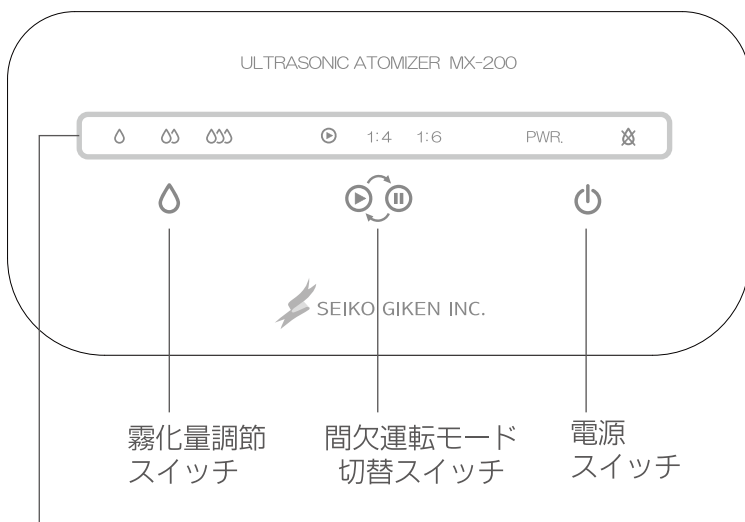 ULTRASONIC ATOMIZER MX-200
1:4 1:6 PWR.
SEIKO GIKEN INC.
霧化量調節
スイッチ
間欠運転モード
切替スイッチ
電源
スイッチ